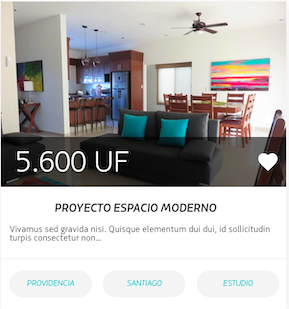 5.600 UF
PROYECTO ESPACIO MODERNO
Vivamus sed gravida nisi. Quisque elementum dui dui, id sollicitudin
turpis consectetur non...
PROVIDENCIA SANTIAGO ESTUDIO